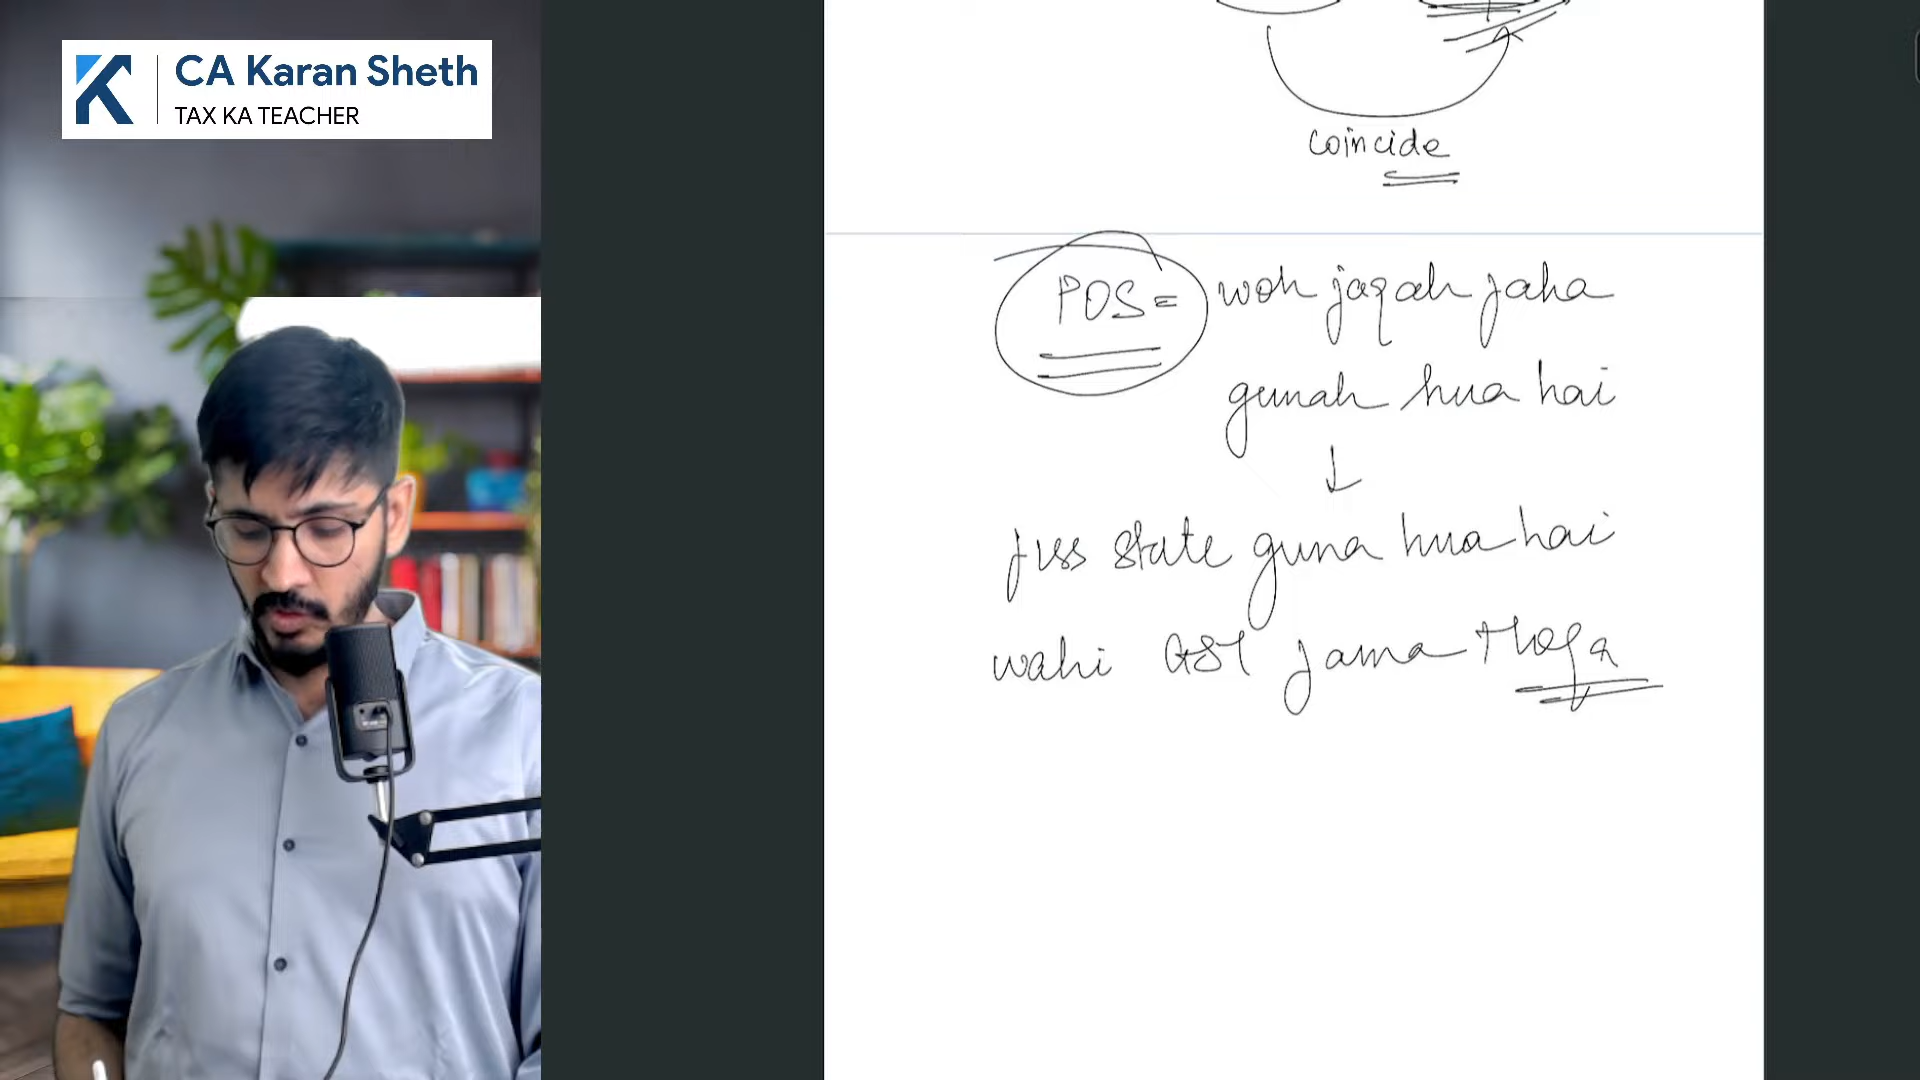 CA Karan Sheth
TAX KA TEACHER
coincide
POS = woh jagah jaha
gunah hua hai
↓
jiss state guna hua hai
wahi GST jama hoga